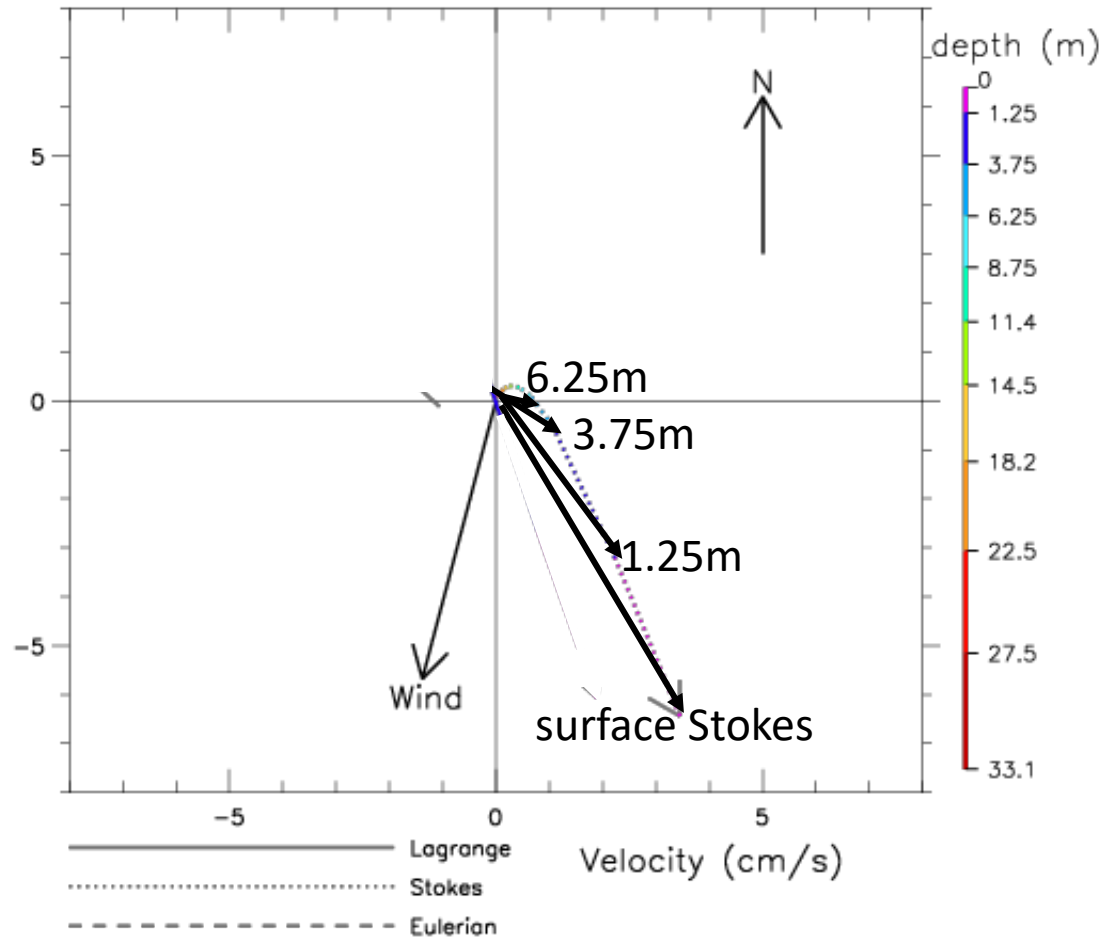 depth (m)
0
1.25
3.75
6.25
8.75
11.4
14.5
18.2
22.5
27.5
33.1
N
5
0
-5
6.25m
3.75m
1.25m
Wind
surface Stokes
-5
0
5
Velocity (cm/s)
Lagrange
Stokes
Eulerian